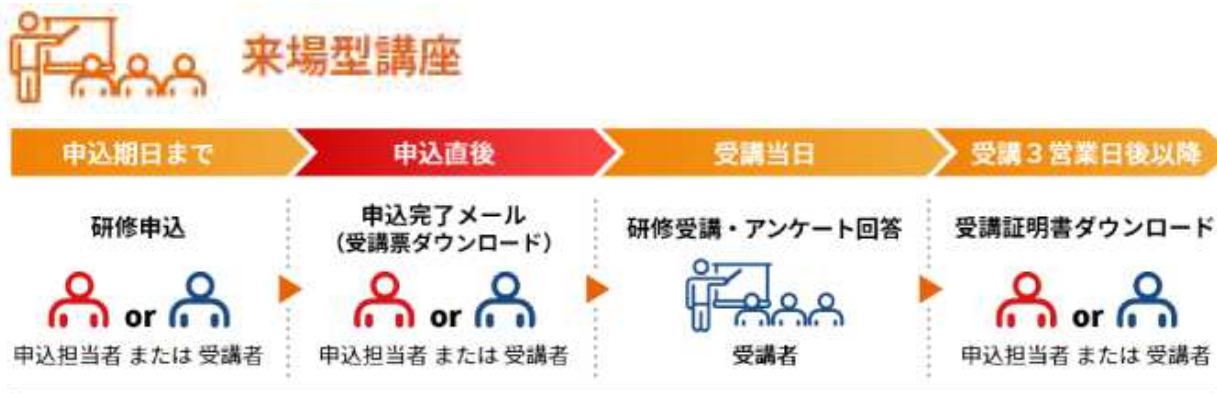 来場型講座
申込期日まで
申込直後
受講当日
受講３営業日後以降
研修申込
申込完了メール
（受講票ダウンロード）
研修受講・アンケート回答
受講証明書ダウンロード
or
or
or
申込担当者 または 受講者
申込担当者 または 受講者
受講者
申込担当者 または 受講者